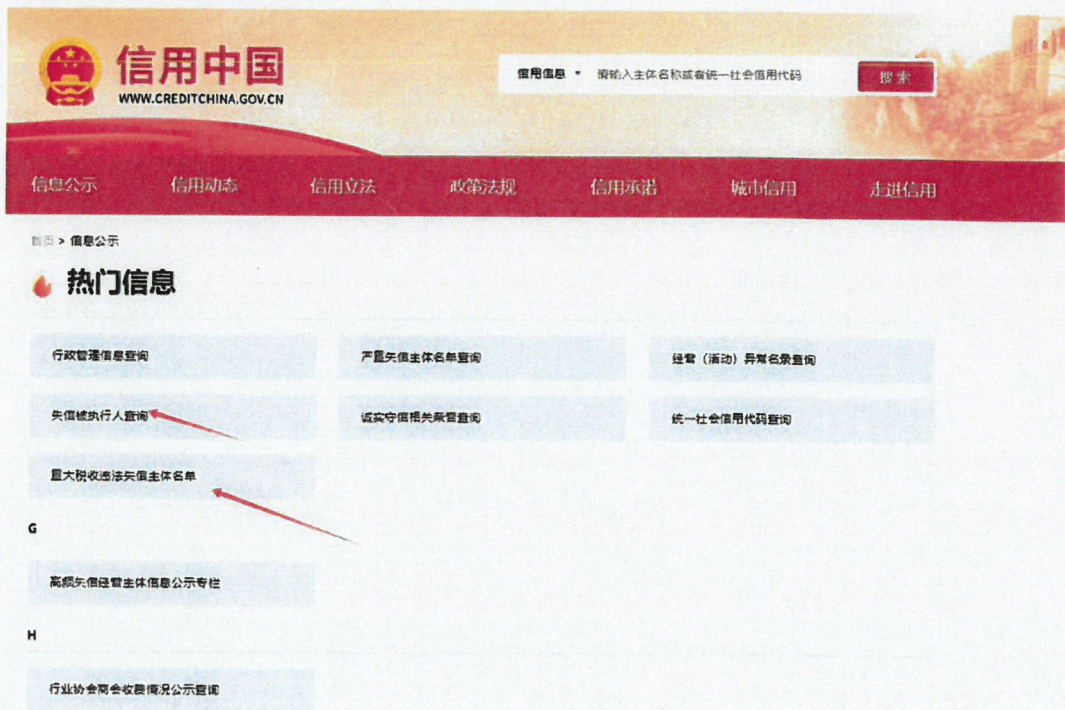 信用中国
WWW.CREDITCHINA.GOV.CN
信用信息 请输入主体名称或者统一社会信用代码 搜索
信息公示 信用动态 信用立法 政策法规 信用承诺 城市信用 走进信用
首页 > 信息公示
热门信息
行政管理信息查询 严重失信主体名单查询 经营（活动）异常名录查询
失信被执行人查询 诚实守信相关荣誉查询 统一社会信用代码查询
重大税收违法失信主体名单
G
高频失信经营主体信息公示专栏
H
行业协会商会收费情况公示查询